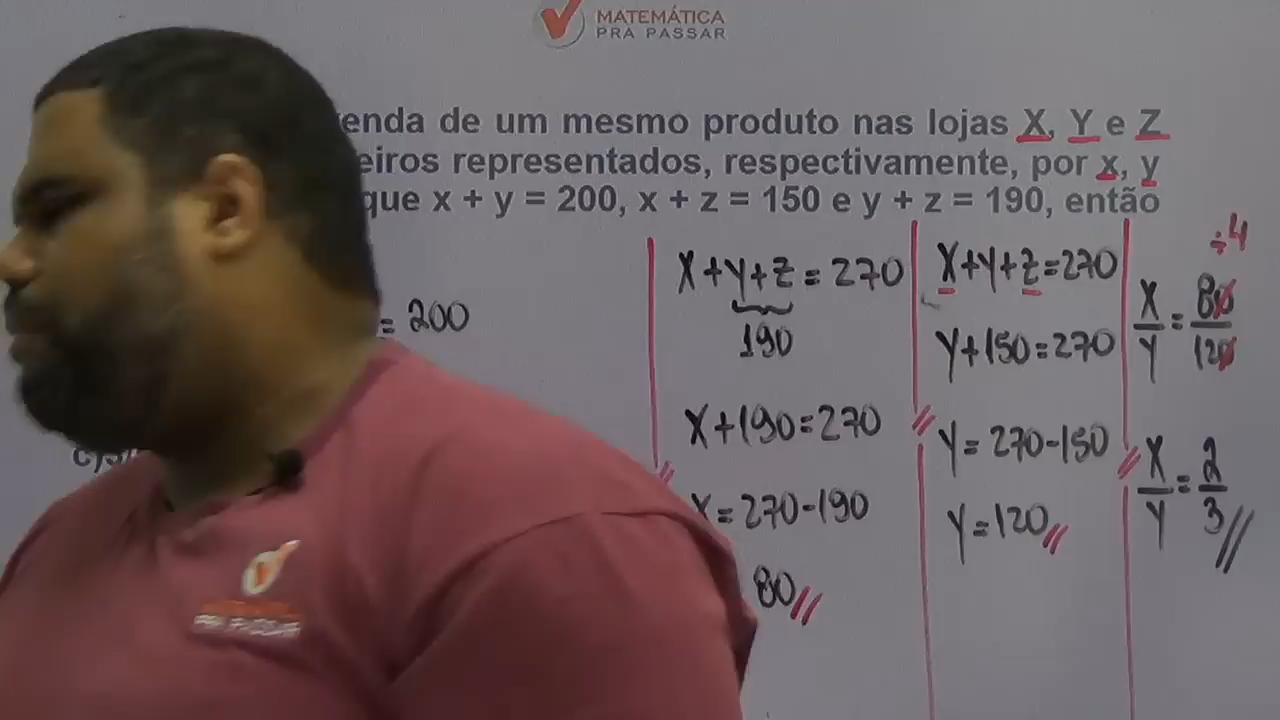 MATEMÁTICA
PRA PASSAR
enda de um mesmo produto nas lojas X, Y e Z
eiros representados, respectivamente, por x, y
que x + y = 200, x + z = 150 e y + z = 190, então
= 200
X+Y+Z=270
190
X+190=270
X=270-190
80//
X+Y+Z=270
Y+150=270
Y=270-150
Y=120//
÷4
X/Y=80/120
X/Y=2/3//
PRA PASSAR